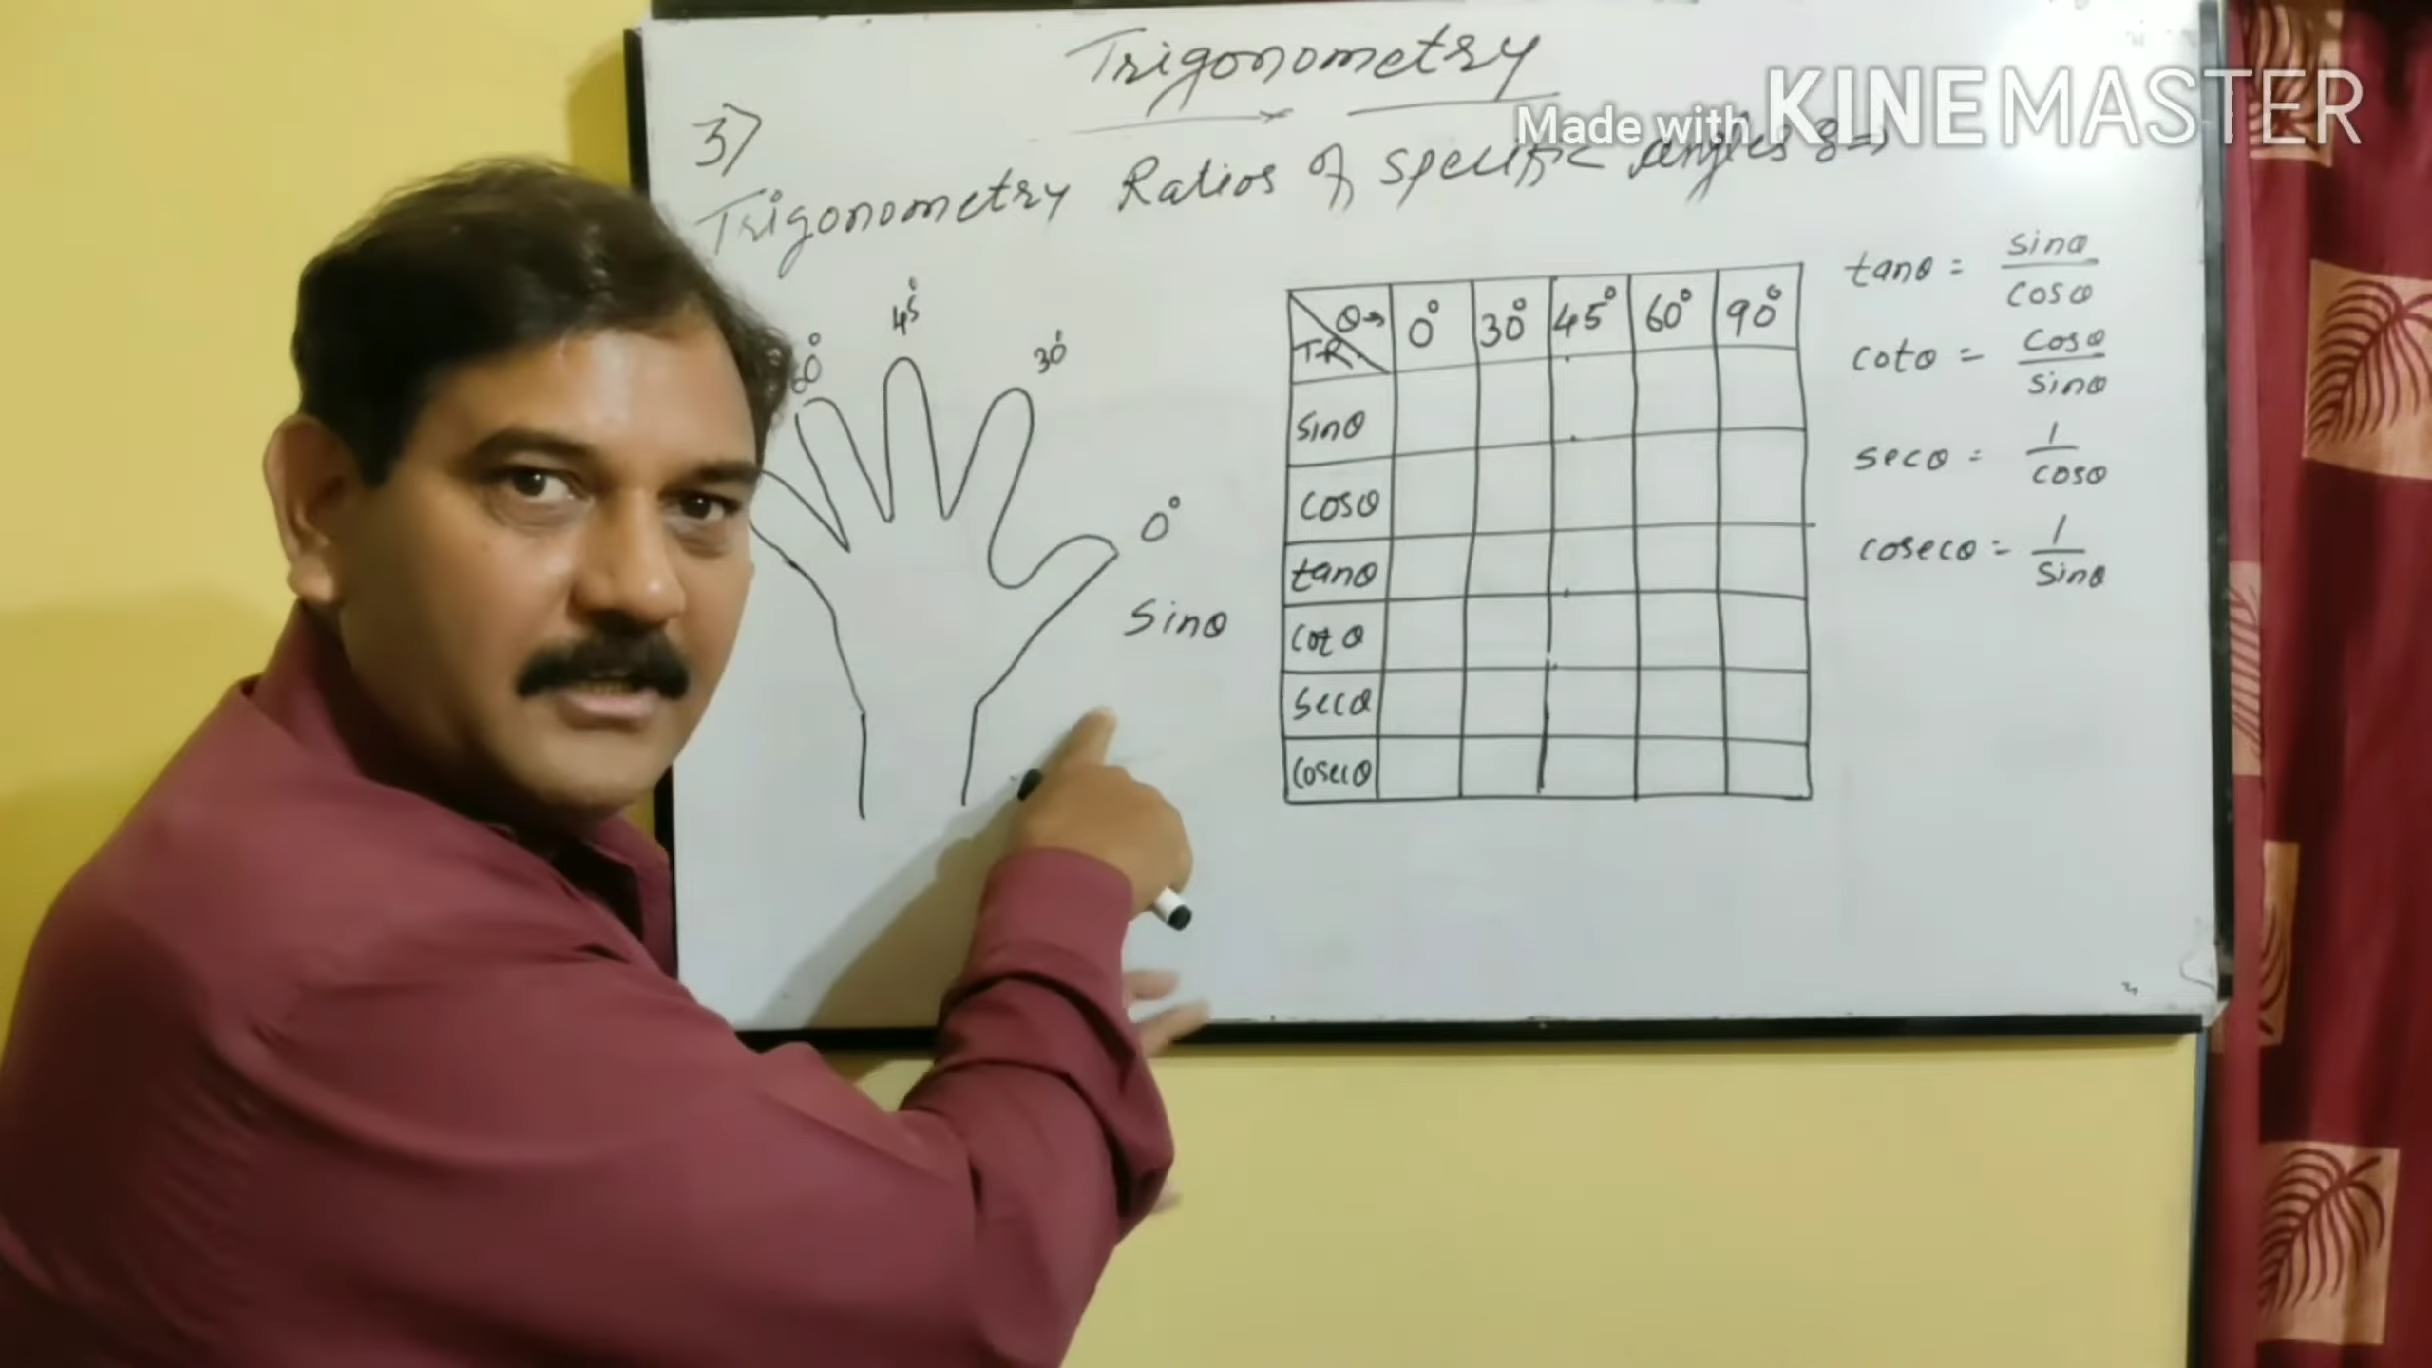 Trigonometry
Made with KINEMASTER
3)
Trigonometry Ratios of specific angles :→
60°
45°
30°
0°
sinθ
θ→ 0° 30° 45° 60° 90°
T.R.
sinθ
cosθ
tanθ
cotθ
secθ
cosecθ
tanθ = sinθ / cosθ
cotθ = cosθ / sinθ
secθ = 1 / cosθ
cosecθ = 1 / sinθ